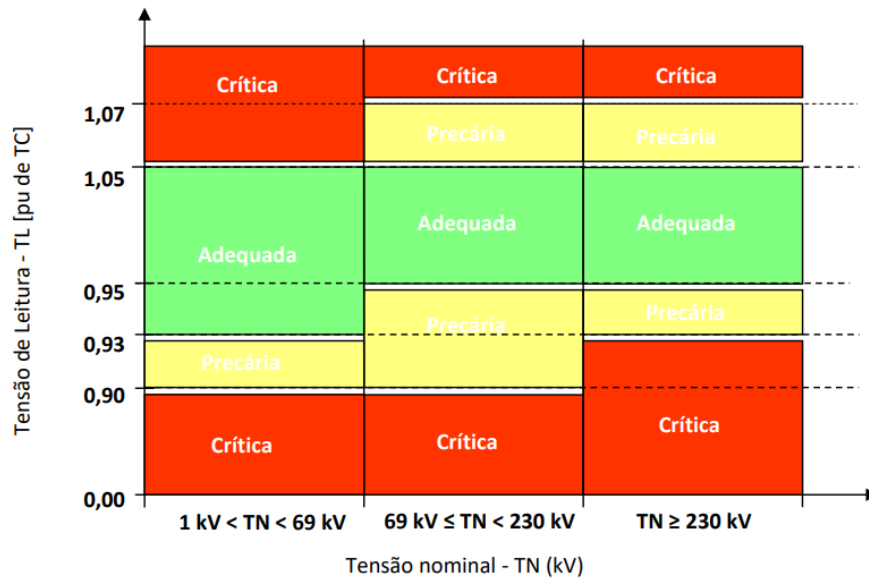 Crítica Crítica Crítica
1,07
Precária Precária
1,05
Adequada Adequada Adequada
0,95
Precária Precária
0,93
Precária
0,90
Crítica Crítica Crítica
0,00
1 kV < TN < 69 kV 69 kV ≤ TN < 230 kV TN ≥ 230 kV
Tensão nominal - TN (kV)
Tensão de Leitura - TL [pu de TC]